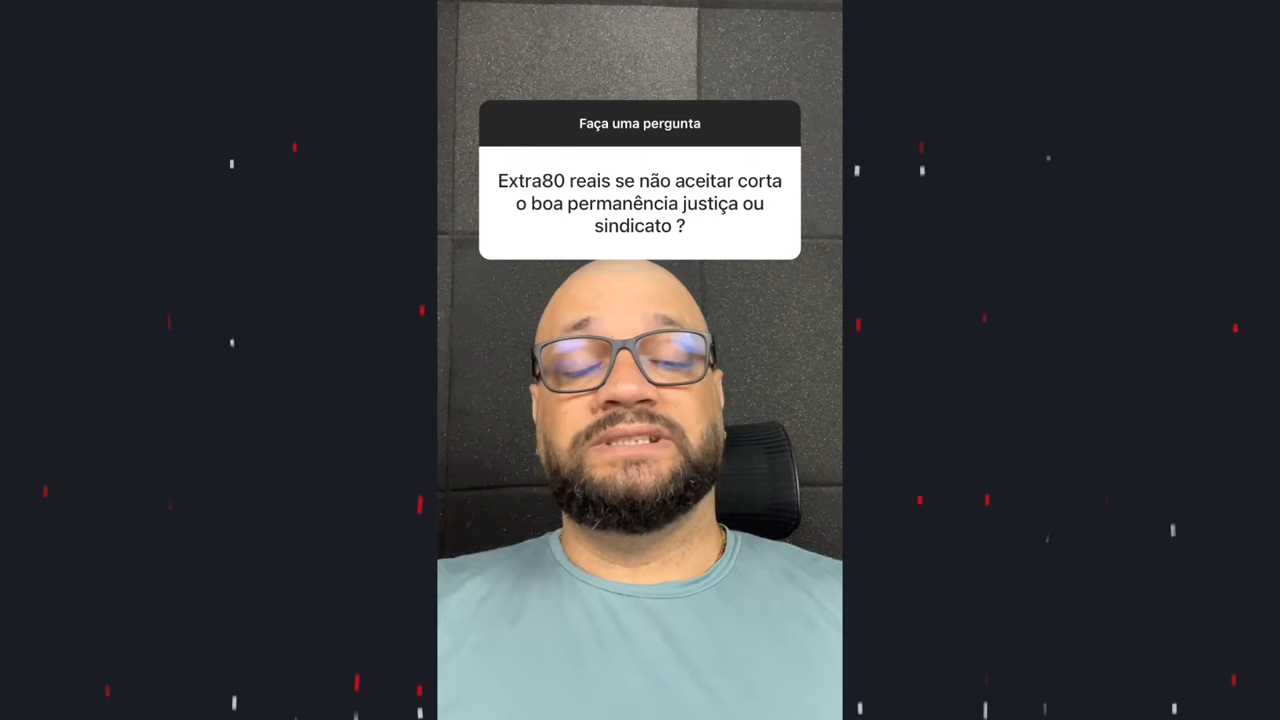 Faça uma pergunta
Extra80 reais se não aceitar corta
o boa permanência justiça ou
sindicato ?